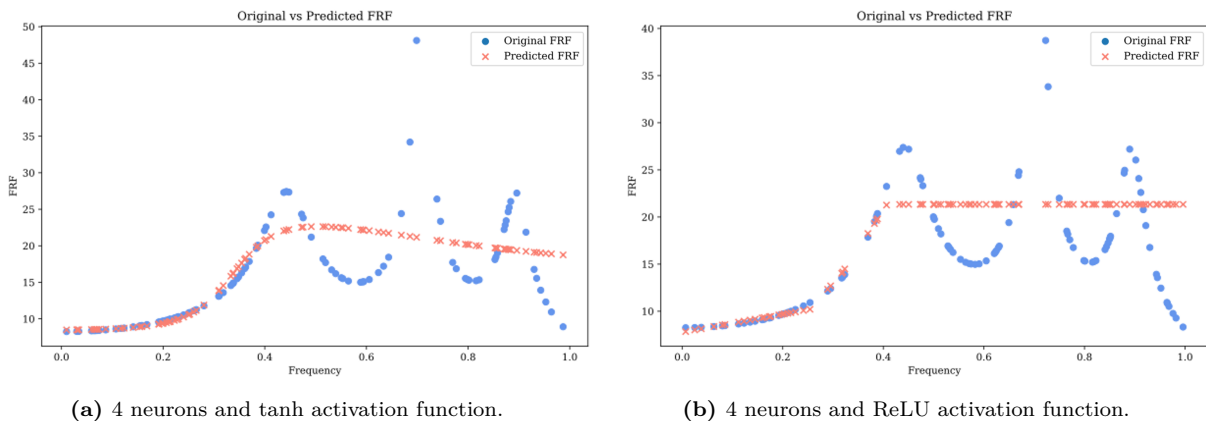 Original vs Predicted FRF
50
45
40
35
30
25
20
15
10
FRF
0.0 0.2 0.4 0.6 0.8 1.0
Frequency
Original FRF
Predicted FRF
(a) 4 neurons and tanh activation function.
Original vs Predicted FRF
40
35
30
25
20
15
10
FRF
0.0 0.2 0.4 0.6 0.8 1.0
Frequency
Original FRF
Predicted FRF
(b) 4 neurons and ReLU activation function.